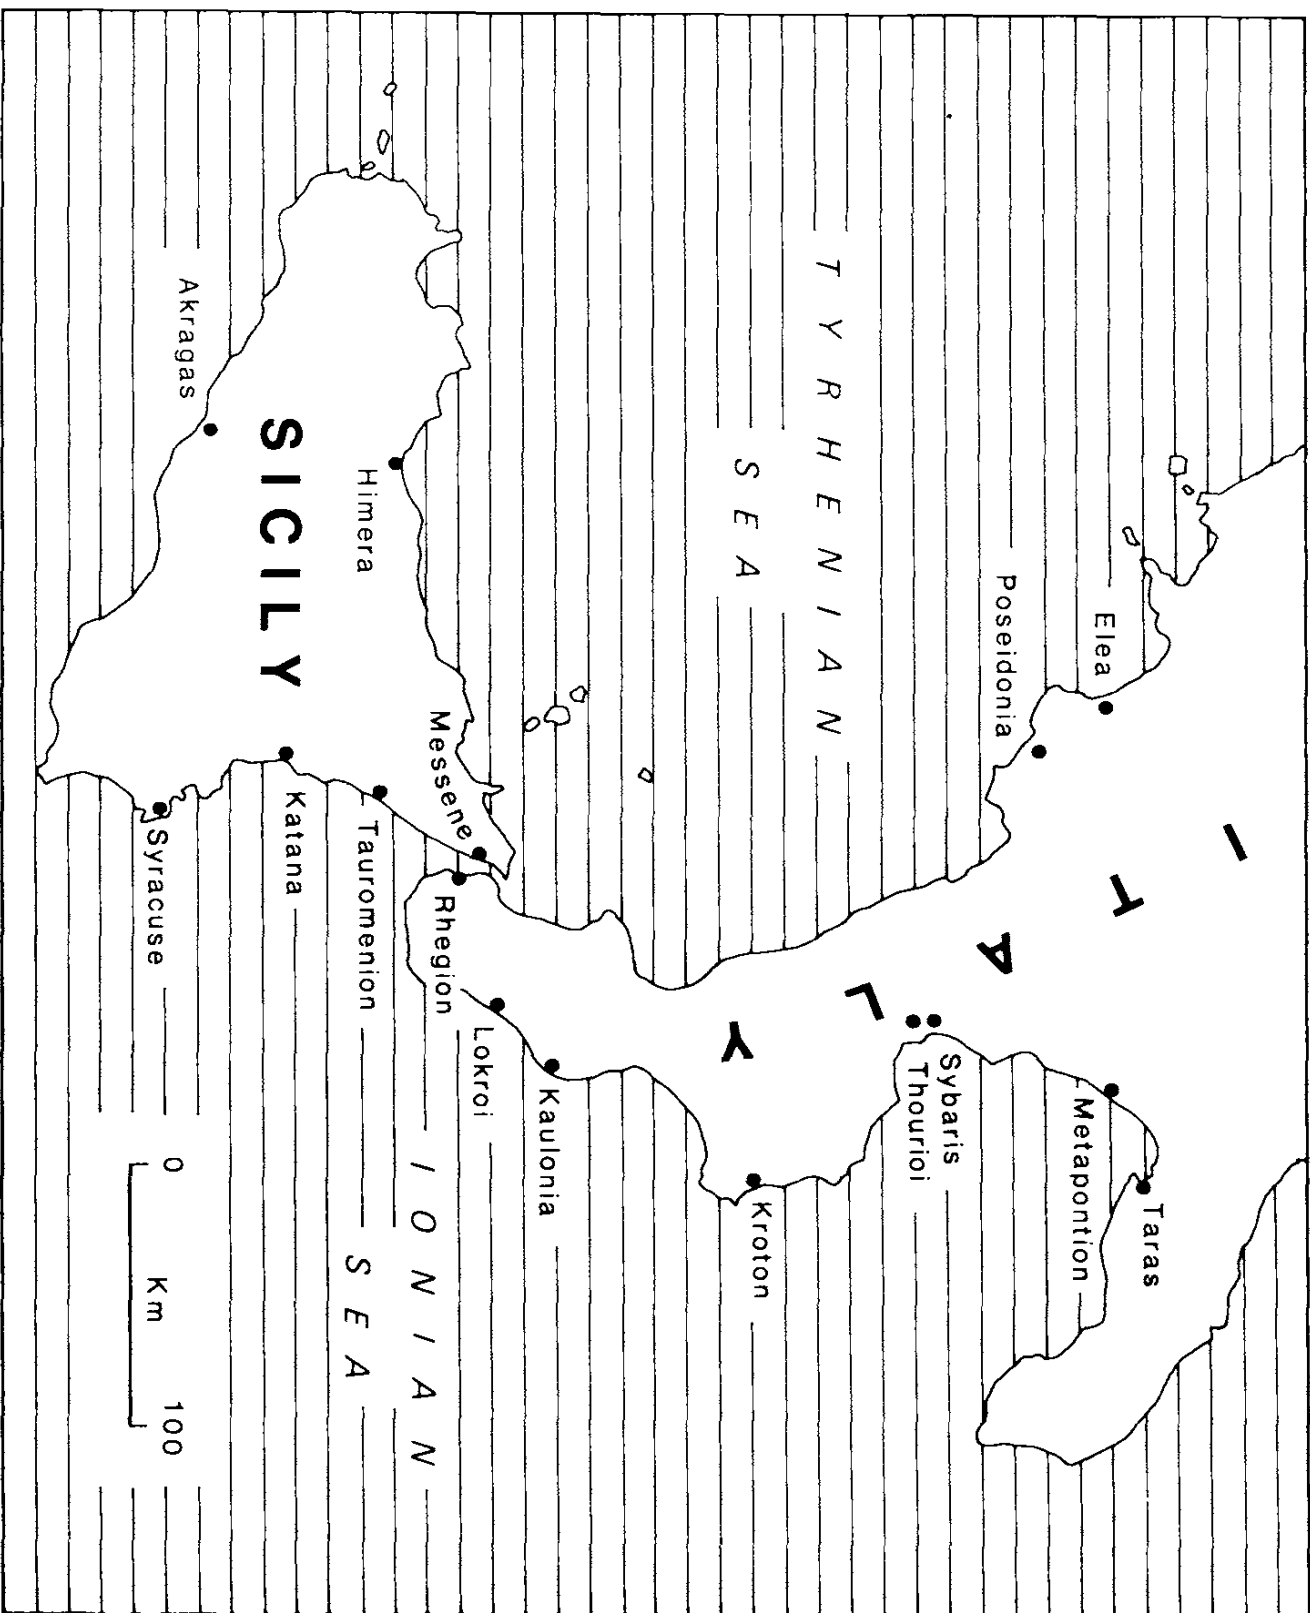 ITALY
TYRHENIAN
SEA
Elea
Poseidonia
Taras
Metapontion
Sybaris
Thourioi
Kroton
Kaulonia
Lokroi
Rhegion
Messene
Himera
Tauromenion
IONIAN
SEA
SICILY
Katana
Akragas
Syracuse
0 100
Km